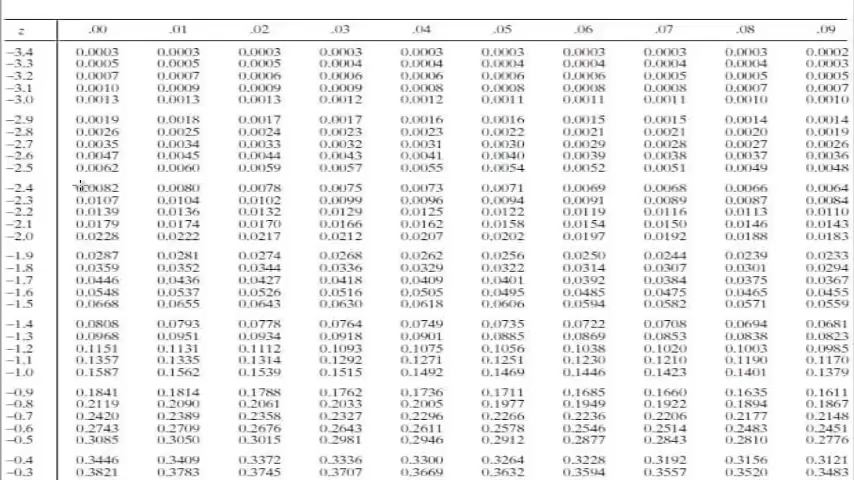 z .00 .01 .02 .03 .04 .05 .06 .07 .08 .09
−3.4 0.0003 0.0003 0.0003 0.0003 0.0003 0.0003 0.0003 0.0003 0.0003 0.0002
−3.3 0.0005 0.0005 0.0005 0.0004 0.0004 0.0004 0.0004 0.0004 0.0004 0.0003
−3.2 0.0007 0.0007 0.0006 0.0006 0.0006 0.0006 0.0006 0.0005 0.0005 0.0005
−3.1 0.0010 0.0009 0.0009 0.0009 0.0008 0.0008 0.0008 0.0008 0.0007 0.0007
−3.0 0.0013 0.0013 0.0013 0.0012 0.0012 0.0011 0.0011 0.0011 0.0010 0.0010
−2.9 0.0019 0.0018 0.0017 0.0017 0.0016 0.0016 0.0015 0.0015 0.0014 0.0014
−2.8 0.0026 0.0025 0.0024 0.0023 0.0023 0.0022 0.0021 0.0021 0.0020 0.0019
−2.7 0.0035 0.0034 0.0033 0.0032 0.0031 0.0030 0.0029 0.0028 0.0027 0.0026
−2.6 0.0047 0.0045 0.0044 0.0043 0.0041 0.0040 0.0039 0.0038 0.0037 0.0036
−2.5 0.0062 0.0060 0.0059 0.0057 0.0055 0.0054 0.0052 0.0051 0.0049 0.0048
−2.4 0.0082 0.0080 0.0078 0.0075 0.0073 0.0071 0.0069 0.0068 0.0066 0.0064
−2.3 0.0107 0.0104 0.0102 0.0099 0.0096 0.0094 0.0091 0.0089 0.0087 0.0084
−2.2 0.0139 0.0136 0.0132 0.0129 0.0125 0.0122 0.0119 0.0116 0.0113 0.0110
−2.1 0.0179 0.0174 0.0170 0.0166 0.0162 0.0158 0.0154 0.0150 0.0146 0.0143
−2.0 0.0228 0.0222 0.0217 0.0212 0.0207 0.0202 0.0197 0.0192 0.0188 0.0183
−1.9 0.0287 0.0281 0.0274 0.0268 0.0262 0.0256 0.0250 0.0244 0.0239 0.0233
−1.8 0.0359 0.0352 0.0344 0.0336 0.0329 0.0322 0.0314 0.0307 0.0301 0.0294
−1.7 0.0446 0.0436 0.0427 0.0418 0.0409 0.0401 0.0392 0.0384 0.0375 0.0367
−1.6 0.0548 0.0537 0.0526 0.0516 0.0505 0.0495 0.0485 0.0475 0.0465 0.0455
−1.5 0.0668 0.0655 0.0643 0.0630 0.0618 0.0606 0.0594 0.0582 0.0571 0.0559
−1.4 0.0808 0.0793 0.0778 0.0764 0.0749 0.0735 0.0722 0.0708 0.0694 0.0681
−1.3 0.0968 0.0951 0.0934 0.0918 0.0901 0.0885 0.0869 0.0853 0.0838 0.0823
−1.2 0.1151 0.1131 0.1112 0.1093 0.1075 0.1056 0.1038 0.1020 0.1003 0.0985
−1.1 0.1357 0.1335 0.1314 0.1292 0.1271 0.1251 0.1230 0.1210 0.1190 0.1170
−1.0 0.1587 0.1562 0.1539 0.1515 0.1492 0.1469 0.1446 0.1423 0.1401 0.1379
−0.9 0.1841 0.1814 0.1788 0.1762 0.1736 0.1711 0.1685 0.1660 0.1635 0.1611
−0.8 0.2119 0.2090 0.2061 0.2033 0.2005 0.1977 0.1949 0.1922 0.1894 0.1867
−0.7 0.2420 0.2389 0.2358 0.2327 0.2296 0.2266 0.2236 0.2206 0.2177 0.2148
−0.6 0.2743 0.2709 0.2676 0.2643 0.2611 0.2578 0.2546 0.2514 0.2483 0.2451
−0.5 0.3085 0.3050 0.3015 0.2981 0.2946 0.2912 0.2877 0.2843 0.2810 0.2776
−0.4 0.3446 0.3409 0.3372 0.3336 0.3300 0.3264 0.3228 0.3192 0.3156 0.3121
−0.3 0.3821 0.3783 0.3745 0.3707 0.3669 0.3632 0.3594 0.3557 0.3520 0.3483